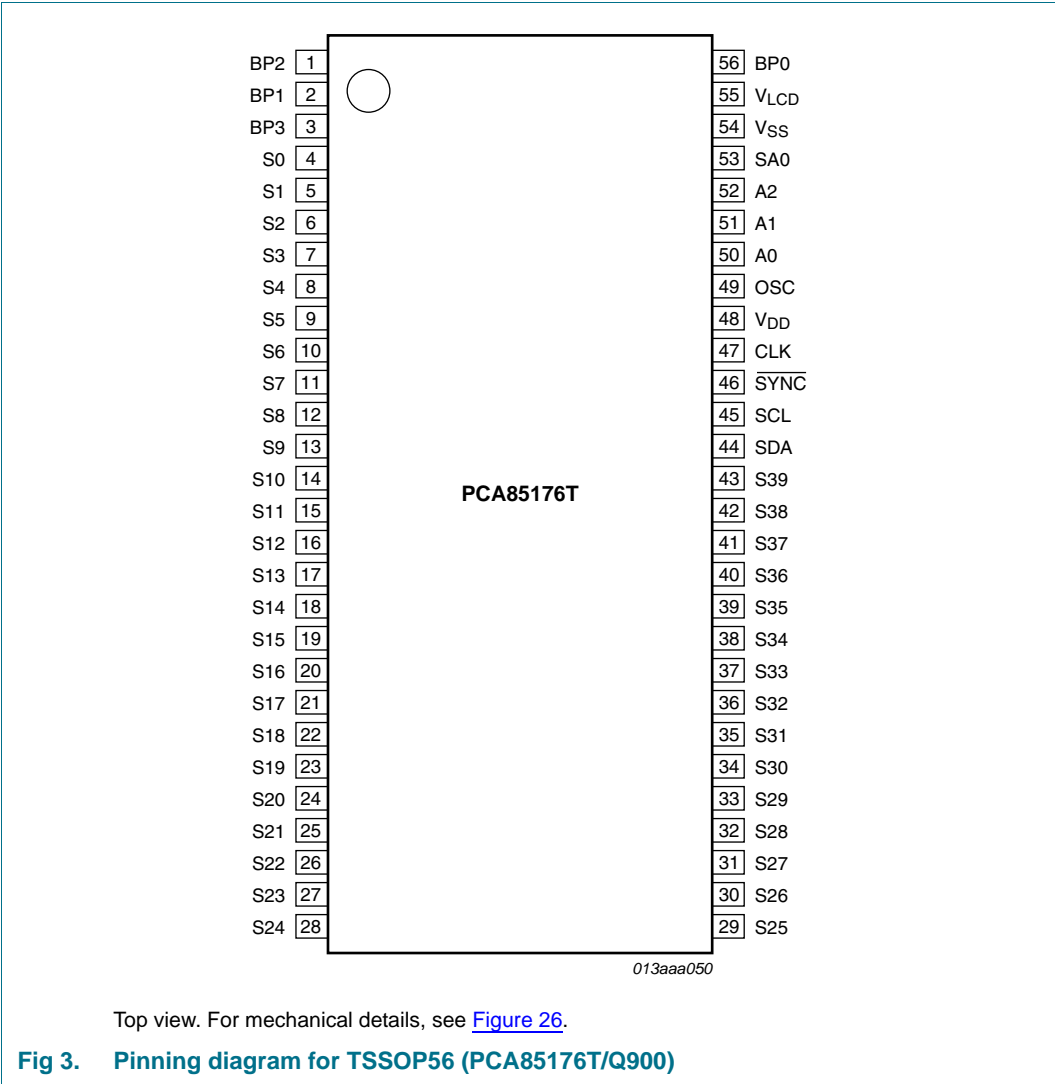 BP2 1 56 BP0
BP1 2 55 VLCD
BP3 3 54 VSS
S0 4 53 SA0
S1 5 52 A2
S2 6 51 A1
S3 7 50 A0
S4 8 49 OSC
S5 9 48 VDD
S6 10 47 CLK
S7 11 46 SYNC
S8 12 45 SCL
S9 13 44 SDA
S10 14 43 S39
PCA85176T
S11 15 42 S38
S12 16 41 S37
S13 17 40 S36
S14 18 39 S35
S15 19 38 S34
S16 20 37 S33
S17 21 36 S32
S18 22 35 S31
S19 23 34 S30
S20 24 33 S29
S21 25 32 S28
S22 26 31 S27
S23 27 30 S26
S24 28 29 S25
013aaa050
Top view. For mechanical details, see Figure 26.
Fig 3. Pinning diagram for TSSOP56 (PCA85176T/Q900)